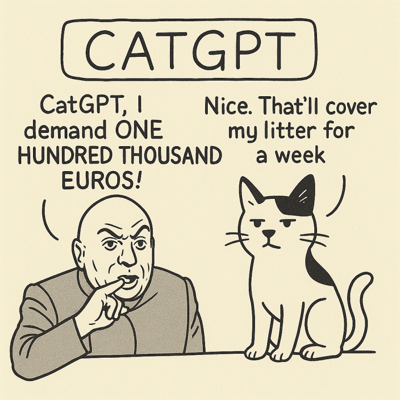 CATGPT
CatGPT, I
demand ONE
HUNDRED THOUSAND
EUROS!
Nice. That'll cover
my litter for
a week